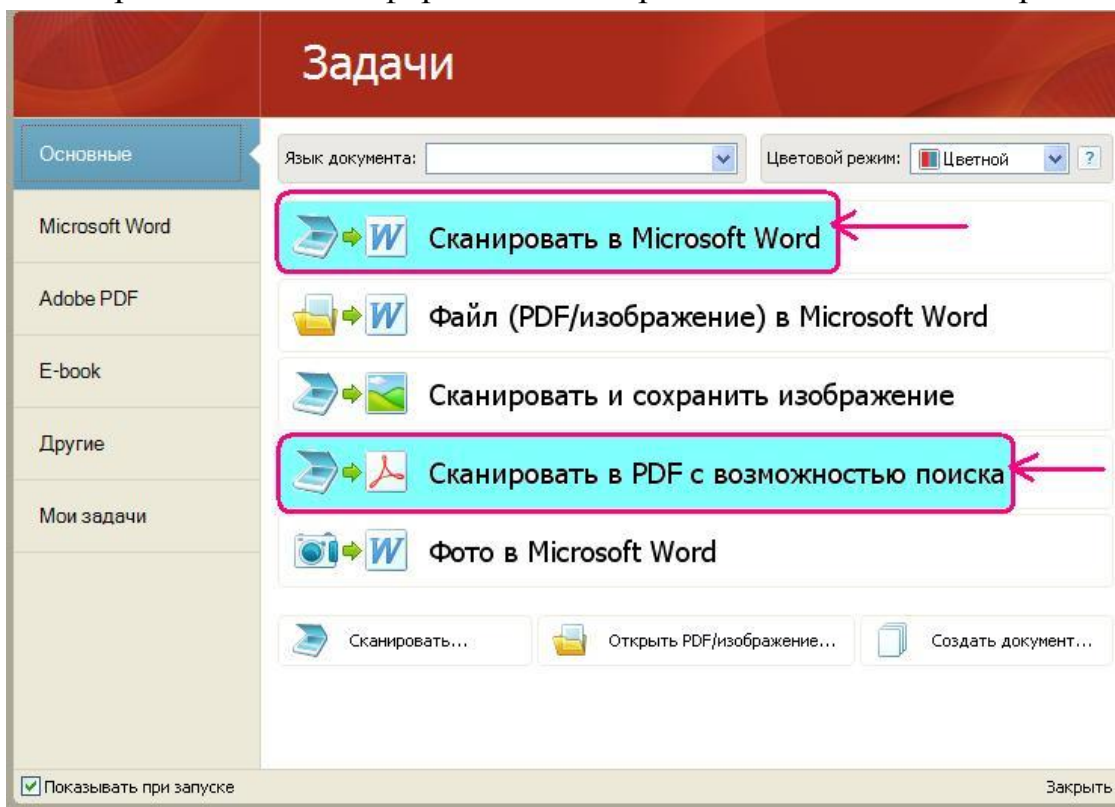 Задачи
Основные
Microsoft Word
Adobe PDF
E-book
Другие
Мои задачи
Язык документа:
Цветовой режим: Цветной ?
Сканировать в Microsoft Word
Файл (PDF/изображение) в Microsoft Word
Сканировать и сохранить изображение
Сканировать в PDF с возможностью поиска
Фото в Microsoft Word
Сканировать...
Открыть PDF/изображение...
Создать документ...
Показывать при запуске
Закрыть